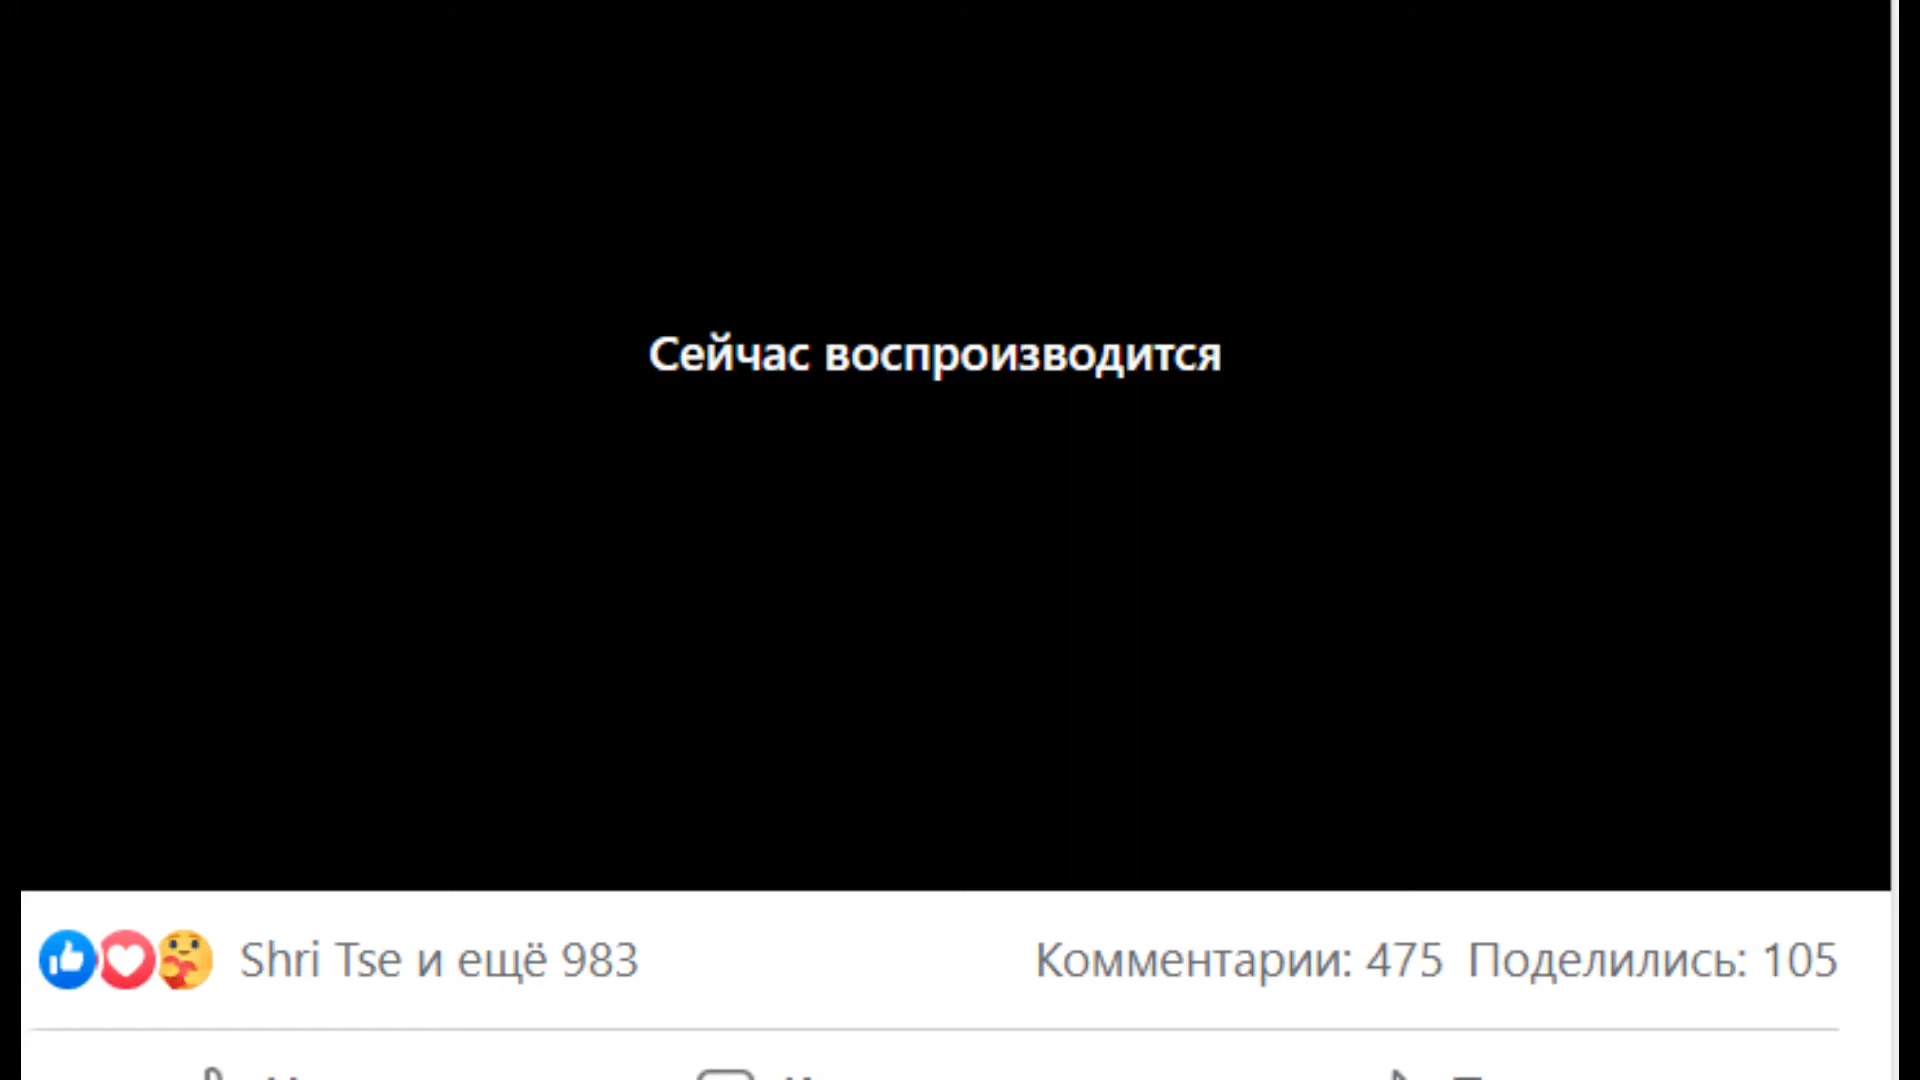 Сейчас воспроизводится
Shri Tse и ещё 983
Комментарии: 475 Поделились: 105